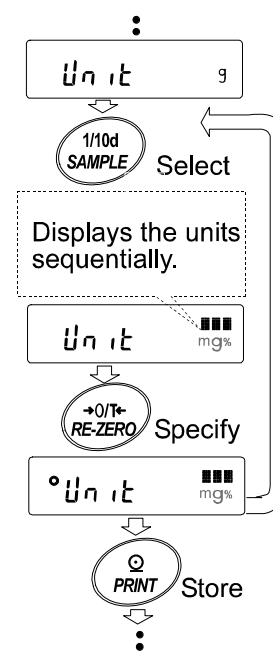 Unit g
1/10d
SAMPLE Select
Displays the units
sequentially.
Unit mg%
→0/T←
RE-ZERO Specify
Unit mg%
PRINT Store